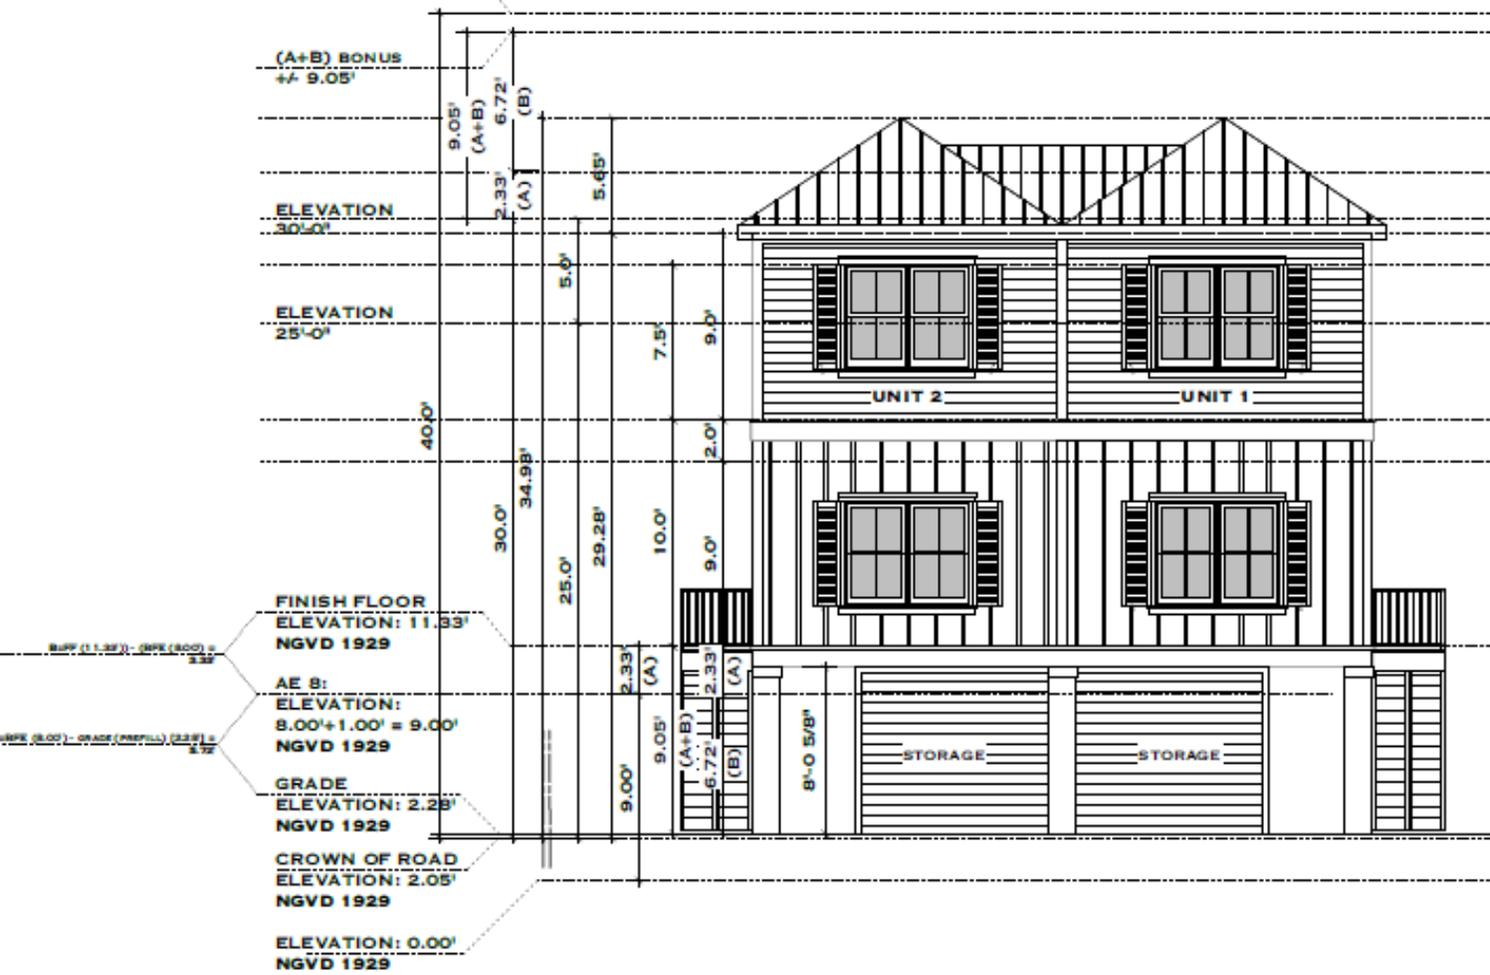 (A+B) BONUS
+/- 9.05'
9.05'
(A+B)
6.72'
(B)
2.33'
(A)
5.65'
ELEVATION
30'-0"
5.0'
ELEVATION
25'-0"
7.5'
9.0'
UNIT 2
UNIT 1
40.0'
2.0'
34.98'
30.0'
29.28'
10.0'
9.0'
25.0'
FINISH FLOOR
ELEVATION: 11.33'
NGVD 1929
2.33'
(A)
2.33'
(A)
AE 8:
ELEVATION:
8.00'+1.00' = 9.00'
NGVD 1929
9.05'
(A+B)
6.72'
(B)
8'-0 5/8"
STORAGE
STORAGE
9.00'
GRADE
ELEVATION: 2.28'
NGVD 1929
CROWN OF ROAD
ELEVATION: 2.05'
NGVD 1929
ELEVATION: 0.00'
NGVD 1929